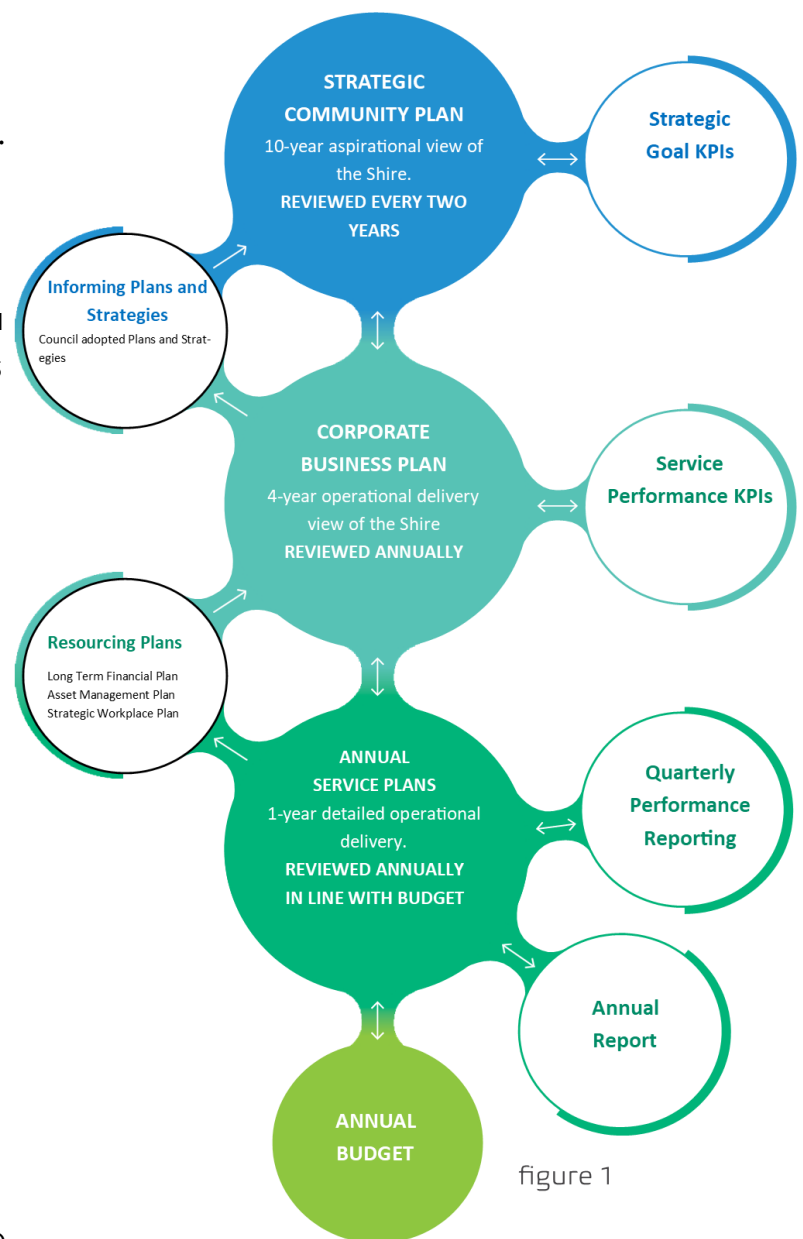 STRATEGIC
COMMUNITY PLAN
10-year aspirational view of
the Shire.
REVIEWED EVERY TWO
YEARS
Strategic
Goal KPIs
Informing Plans and
Strategies
Council adopted Plans and Strat-
egies
CORPORATE
BUSINESS PLAN
4-year operational delivery
view of the Shire
REVIEWED ANNUALLY
Service
Performance KPIs
Resourcing Plans
Long Term Financial Plan
Asset Management Plan
Strategic Workplace Plan
ANNUAL
SERVICE PLANS
1-year detailed operational
delivery.
REVIEWED ANNUALLY
IN LINE WITH BUDGET
Quarterly
Performance
Reporting
Annual
Report
ANNUAL
BUDGET
figure 1